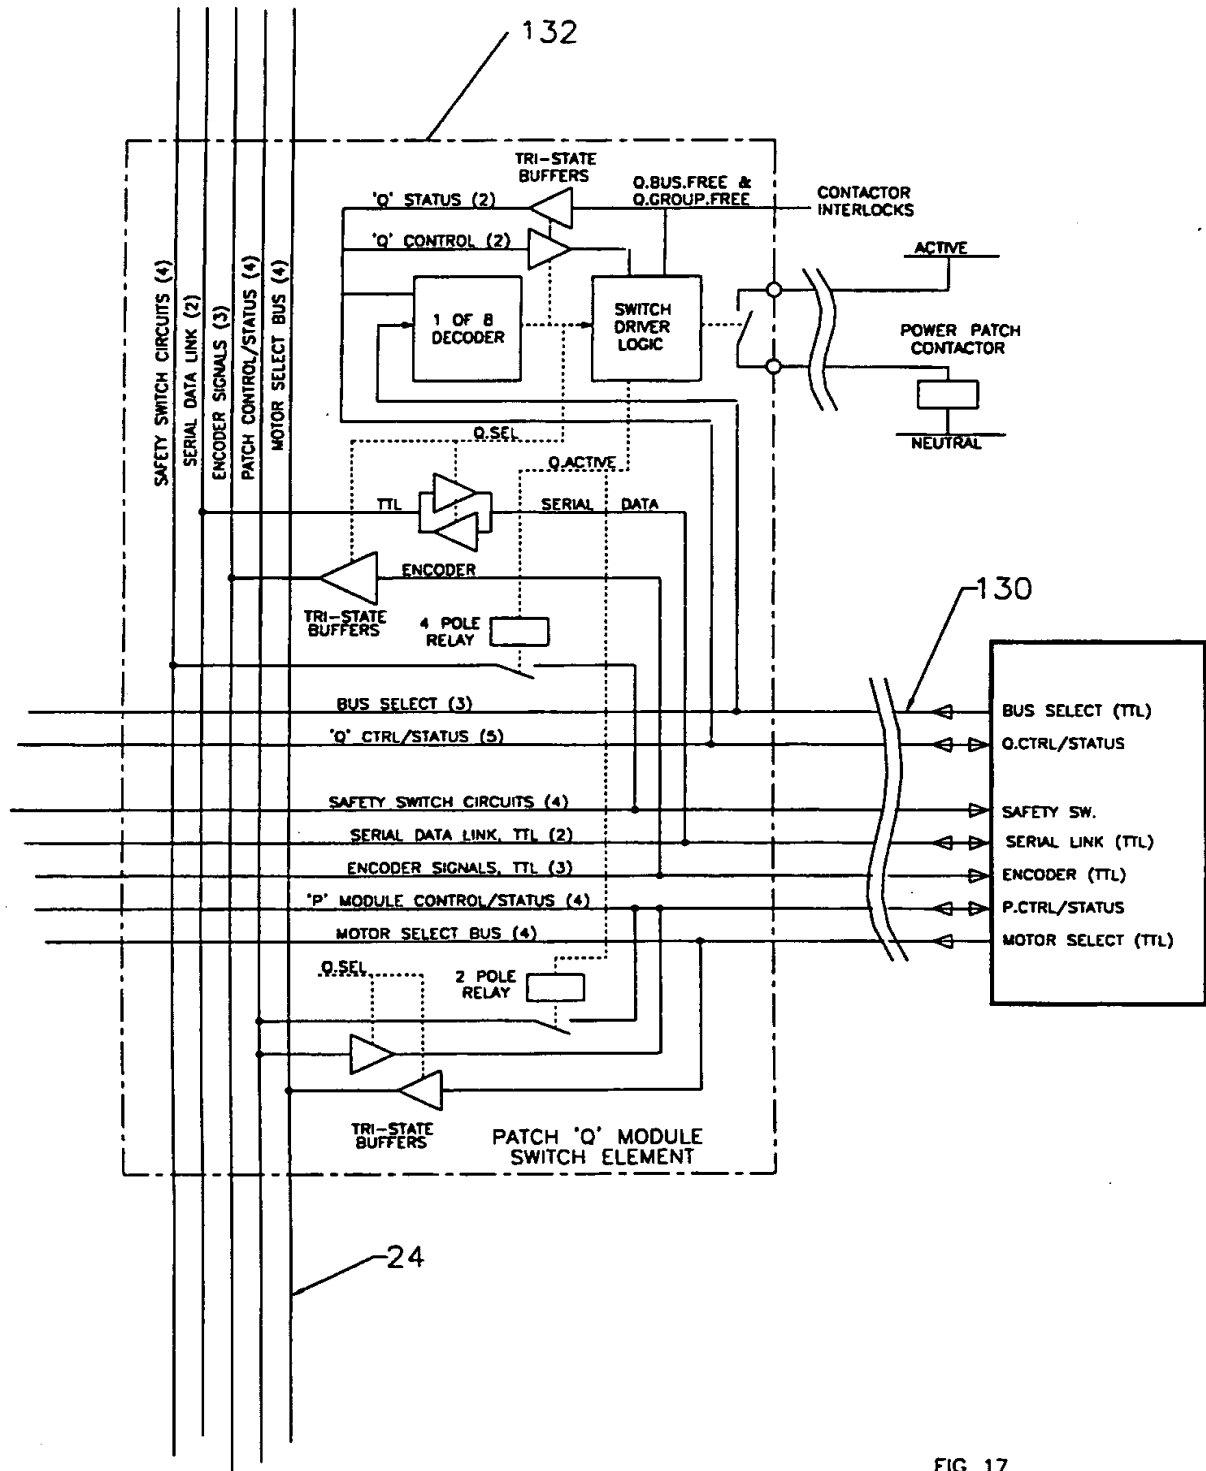 132
TRI-STATE
BUFFERS
'Q' STATUS (2)
Q.BUS.FREE &
Q.GROUP.FREE
CONTACTOR
INTERLOCKS
'Q' CONTROL (2)
ACTIVE
1 OF 8
DECODER
SWITCH
DRIVER
LOGIC
POWER PATCH
CONTACTOR
NEUTRAL
SAFETY SWITCH CIRCUITS (4)
SERIAL DATA LINK (2)
ENCODER SIGNALS (3)
PATCH CONTROL/STATUS (4)
MOTOR SELECT BUS (4)
Q.SEL
Q.ACTIVE
TTL
SERIAL DATA
ENCODER
TRI-STATE
BUFFERS
4 POLE
RELAY
130
BUS SELECT (3)
BUS SELECT (TTL)
'Q' CTRL/STATUS (5)
Q.CTRL/STATUS
SAFETY SWITCH CIRCUITS (4)
SAFETY SW.
SERIAL DATA LINK, TTL (2)
SERIAL LINK (TTL)
ENCODER SIGNALS, TTL (3)
ENCODER (TTL)
'P' MODULE CONTROL/STATUS (4)
P.CTRL/STATUS
MOTOR SELECT BUS (4)
MOTOR SELECT (TTL)
Q.SEL
2 POLE
RELAY
TRI-STATE
BUFFERS
PATCH 'Q' MODULE
SWITCH ELEMENT
24
FIG. 17